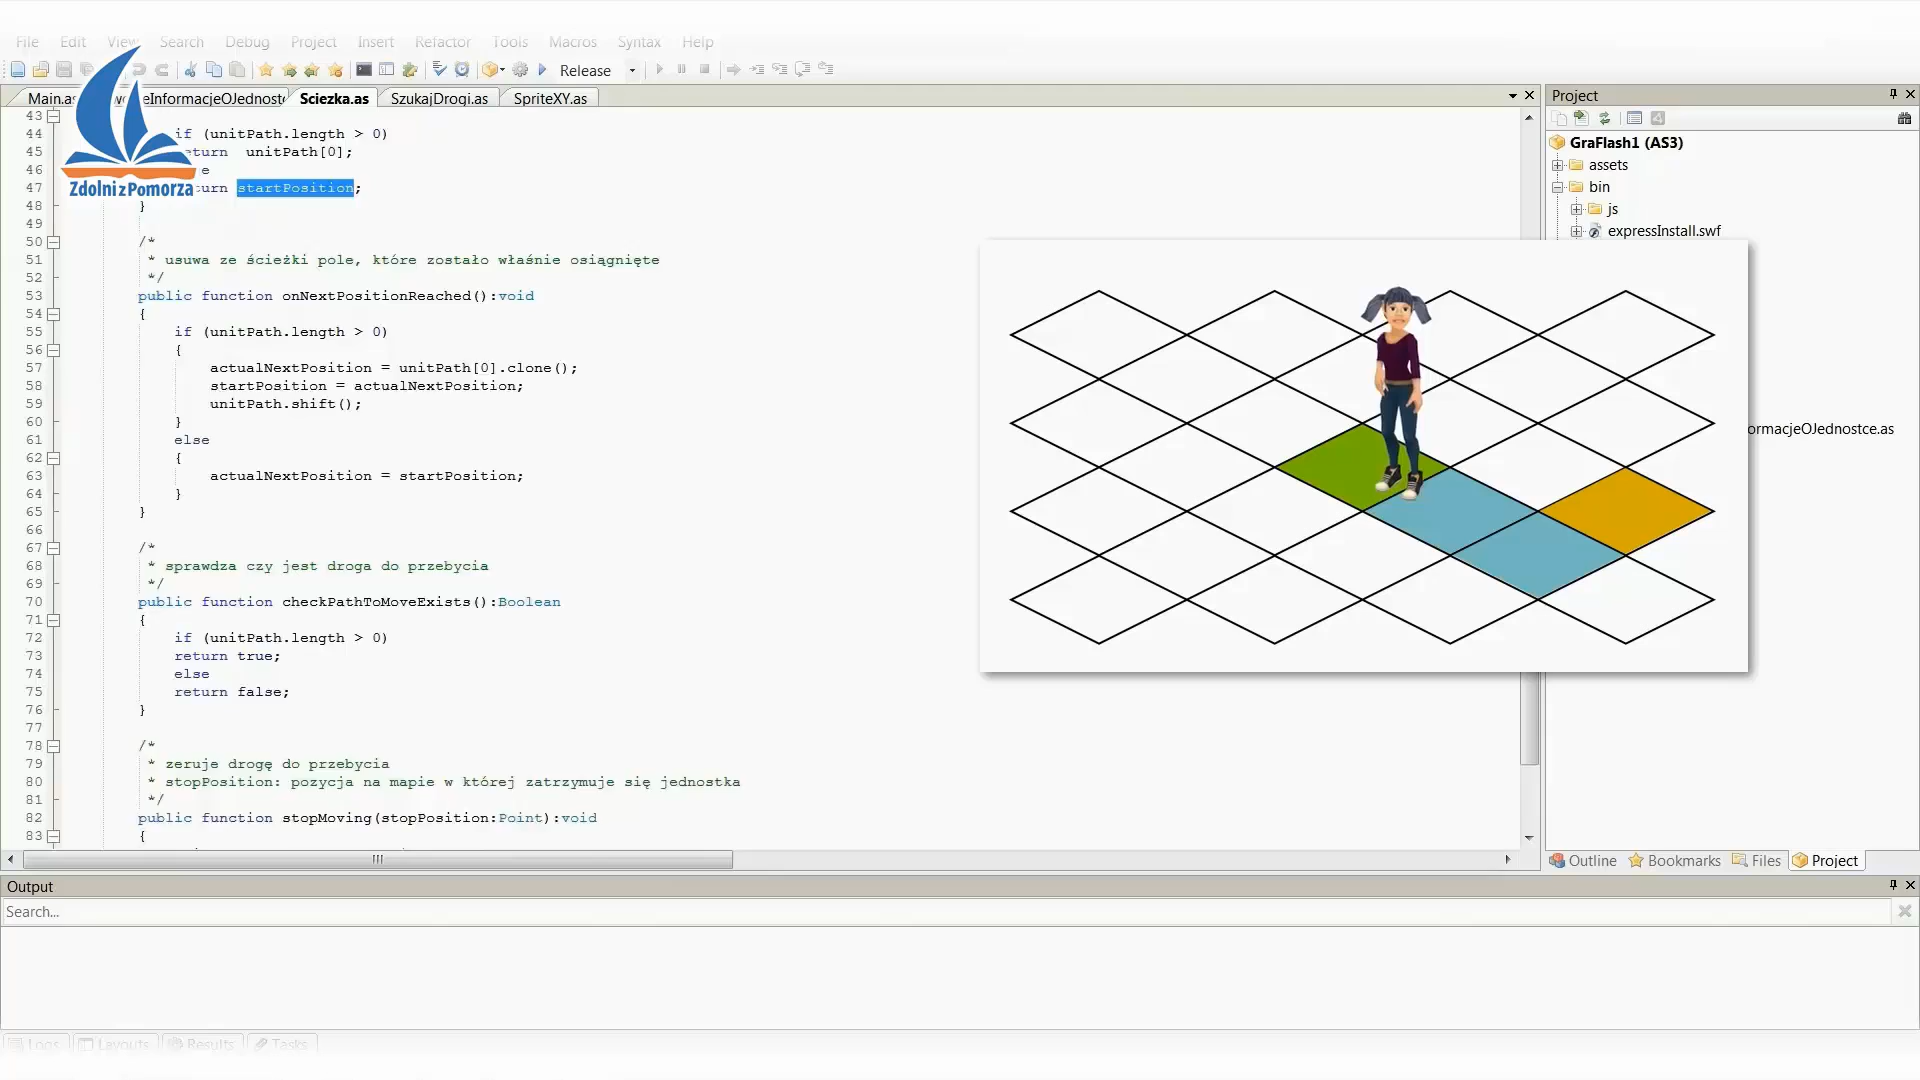 File Edit View Search Debug Project Insert Refactor Tools Macros Syntax Help
Release
Main.as InformacjeOJednostc Sciezka.as SzukajDrogi.as SpriteXY.as
Zdolni z Pomorza
43
44 if (unitPath.length > 0)
45 return unitPath[0];
46
47 return startPosition;
48 }
49
50 /*
51 * usuwa ze ścieżki pole, które zostało właśnie osiągnięte
52 */
53 public function onNextPositionReached():void
54 {
55 if (unitPath.length > 0)
56 {
57 actualNextPosition = unitPath[0].clone();
58 startPosition = actualNextPosition;
59 unitPath.shift();
60 }
61 else
62 {
63 actualNextPosition = startPosition;
64 }
65 }
66
67 /*
68 * sprawdza czy jest droga do przebycia
69 */
70 public function checkPathToMoveExists():Boolean
71 {
72 if (unitPath.length > 0)
73 return true;
74 else
75 return false;
76 }
77
78 /*
79 * zeruje drogę do przebycia
80 * stopPosition: pozycja na mapie w której zatrzymuje się jednostka
81 */
82 public function stopMoving(stopPosition:Point):void
83 {
Project
GraFlash1 (AS3)
assets
bin
js
expressInstall.swf
ormacjeOJednostce.as
Outline Bookmarks Files Project
Output
Search...
Logs Layouts Results Tasks